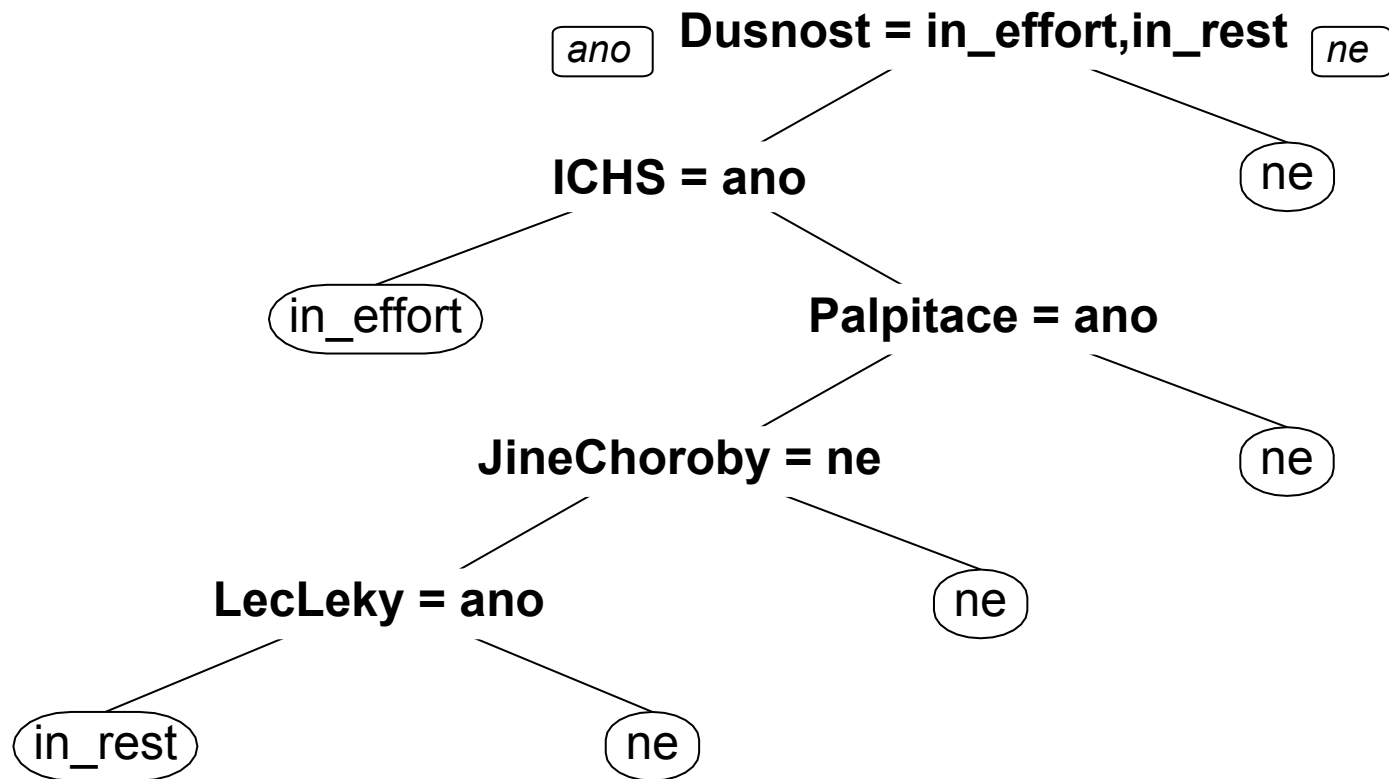 ano Dusnost = in_effort,in_rest ne
ICHS = ano
ne
in_effort
Palpitace = ano
JineChoroby = ne
ne
LecLeky = ano
ne
in_rest
ne